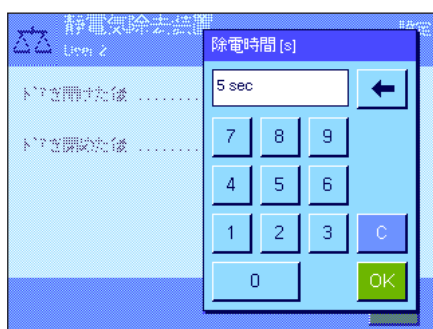 静電気除去装置
User 2
除電時間 [s]
5 sec
ドアを開けた後 ........
ドアを閉めた後 ........
7 8 9
4 5 6
1 2 3 C
0 OK